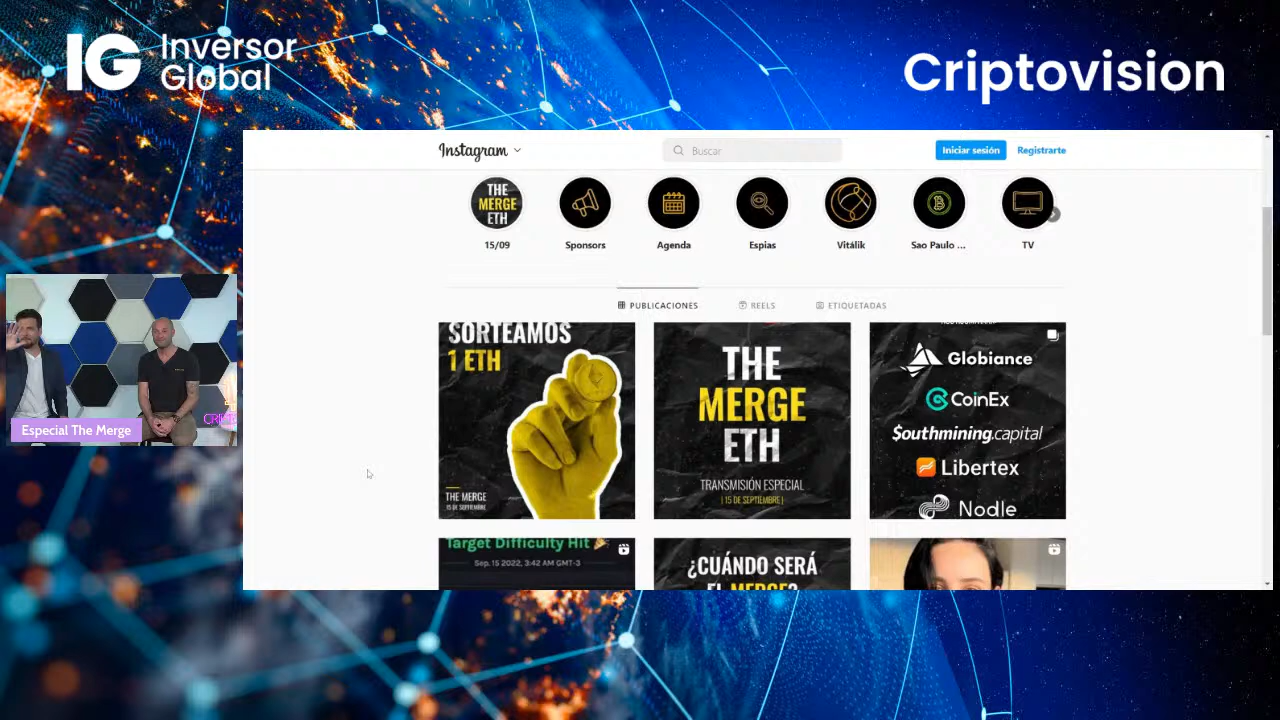 IG Inversor
Global
Criptovision
Instagram
Buscar
Iniciar sesión
Registrarte
THE
MERGE
ETH
15/09
Sponsors
Agenda
Espias
Vitálik
Sao Paulo ...
TV
PUBLICACIONES
REELS
ETIQUETADAS
SORTEAMOS
1 ETH
THE MERGE
15 DE SEPTIEMBRE
THE
MERGE
ETH
TRANSMISIÓN ESPECIAL
| 15 DE SEPTIEMBRE |
Globiance
CoinEx
$outhmining.capital
Libertex
Nodle
Especial The Merge
Target Difficulty Hit
Sep. 15 2022, 3:42 AM GMT-3
¿CUÁNDO SERÁ
EL MERGE?